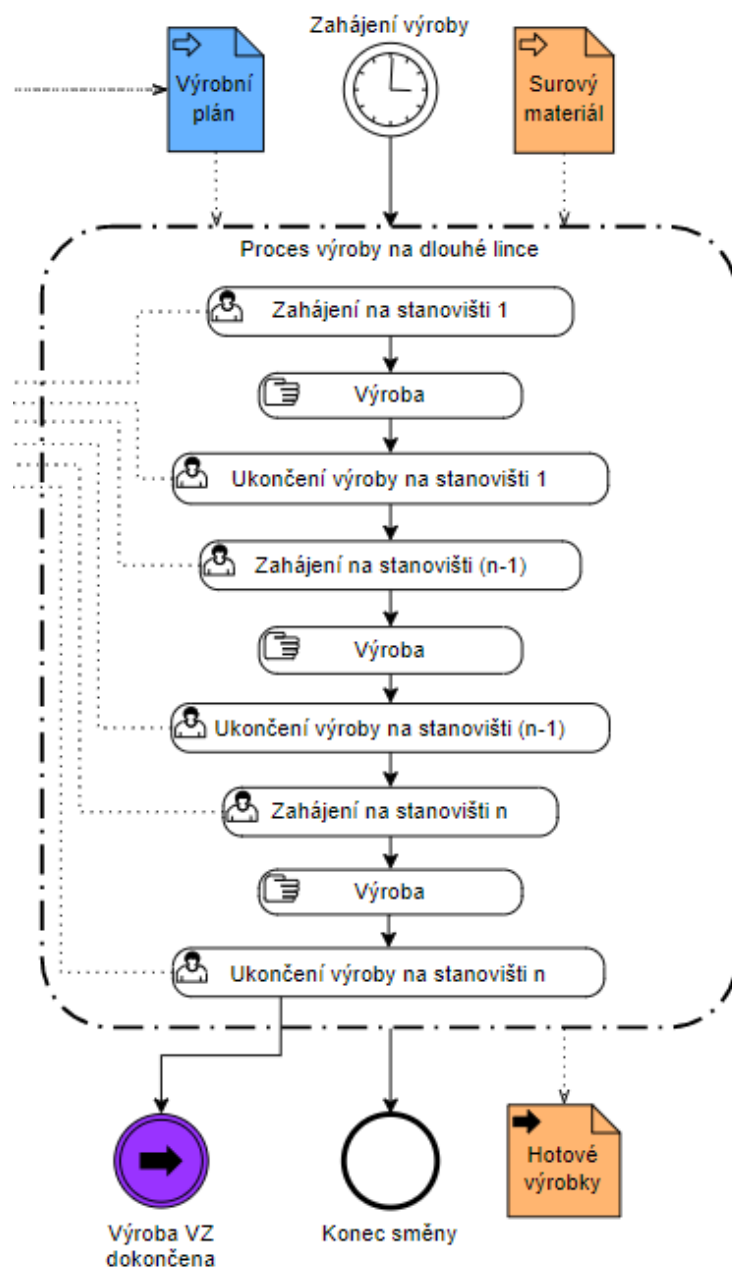 Zahájení výroby
Výrobní
plán
Surový
materiál
Proces výroby na dlouhé lince
Zahájení na stanovišti 1
Výroba
Ukončení výroby na stanovišti 1
Zahájení na stanovišti (n-1)
Výroba
Ukončení výroby na stanovišti (n-1)
Zahájení na stanovišti n
Výroba
Ukončení výroby na stanovišti n
Hotové
výrobky
Výroba VZ
dokončena
Konec směny